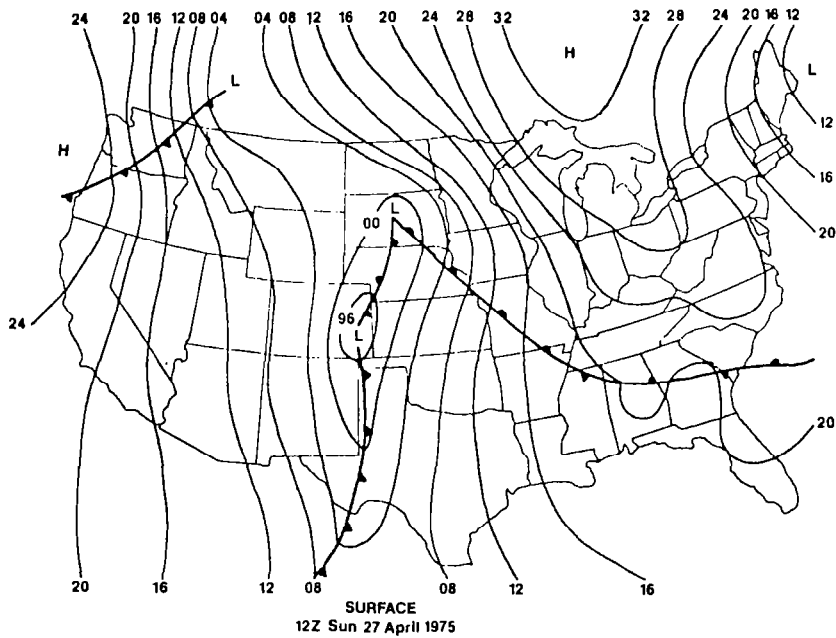 24 20 16 12 08 04 04 08 12 16 20 24 28 32 32 28 24 20 16 12
H
L
L
12
H
16
L
00
20
96
L
24
20
20 16 12 08 08 12 16
SURFACE
12Z Sun 27 April 1975